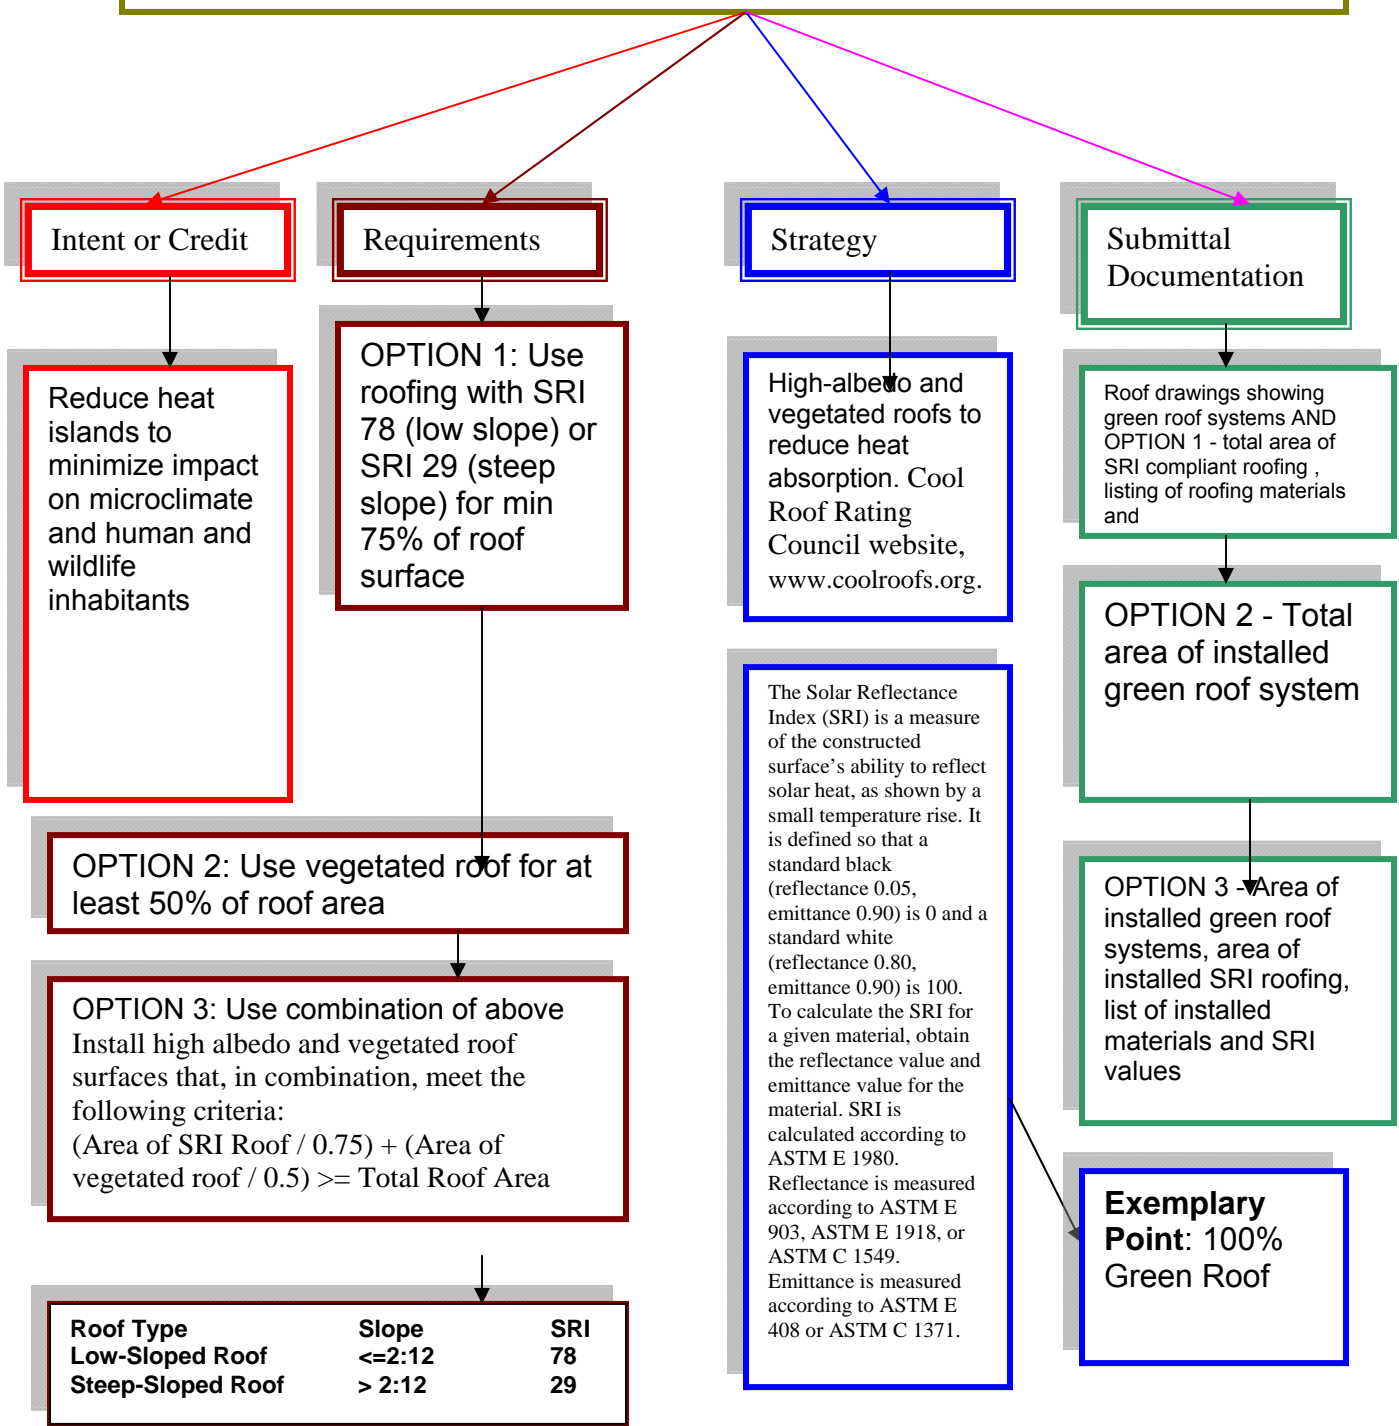 Intent or Credit
Requirements
Strategy
Submittal
Documentation
Reduce heat
islands to
minimize impact
on microclimate
and human and
wildlife
inhabitants
OPTION 1: Use
roofing with SRI
78 (low slope) or
SRI 29 (steep
slope) for min
75% of roof
surface
OPTION 2: Use vegetated roof for at
least 50% of roof area
OPTION 3: Use combination of above
Install high albedo and vegetated roof
surfaces that, in combination, meet the
following criteria:
(Area of SRI Roof / 0.75) + (Area of
vegetated roof / 0.5) >= Total Roof Area
Roof Type Slope SRI
Low-Sloped Roof <=2:12 78
Steep-Sloped Roof > 2:12 29
High-albedo and
vegetated roofs to
reduce heat
absorption. Cool
Roof Rating
Council website,
www.coolroofs.org.
The Solar Reflectance
Index (SRI) is a measure
of the constructed
surface’s ability to reflect
solar heat, as shown by a
small temperature rise. It
is defined so that a
standard black
(reflectance 0.05,
emittance 0.90) is 0 and a
standard white
(reflectance 0.80,
emittance 0.90) is 100.
To calculate the SRI for
a given material, obtain
the reflectance value and
emittance value for the
material. SRI is
calculated according to
ASTM E 1980.
Reflectance is measured
according to ASTM E
903, ASTM E 1918, or
ASTM C 1549.
Emittance is measured
according to ASTM E
408 or ASTM C 1371.
Roof drawings showing
green roof systems AND
OPTION 1 - total area of
SRI compliant roofing ,
listing of roofing materials
and
OPTION 2 - Total
area of installed
green roof system
OPTION 3 - Area of
installed green roof
systems, area of
installed SRI roofing,
list of installed
materials and SRI
values
Exemplary
Point: 100%
Green Roof